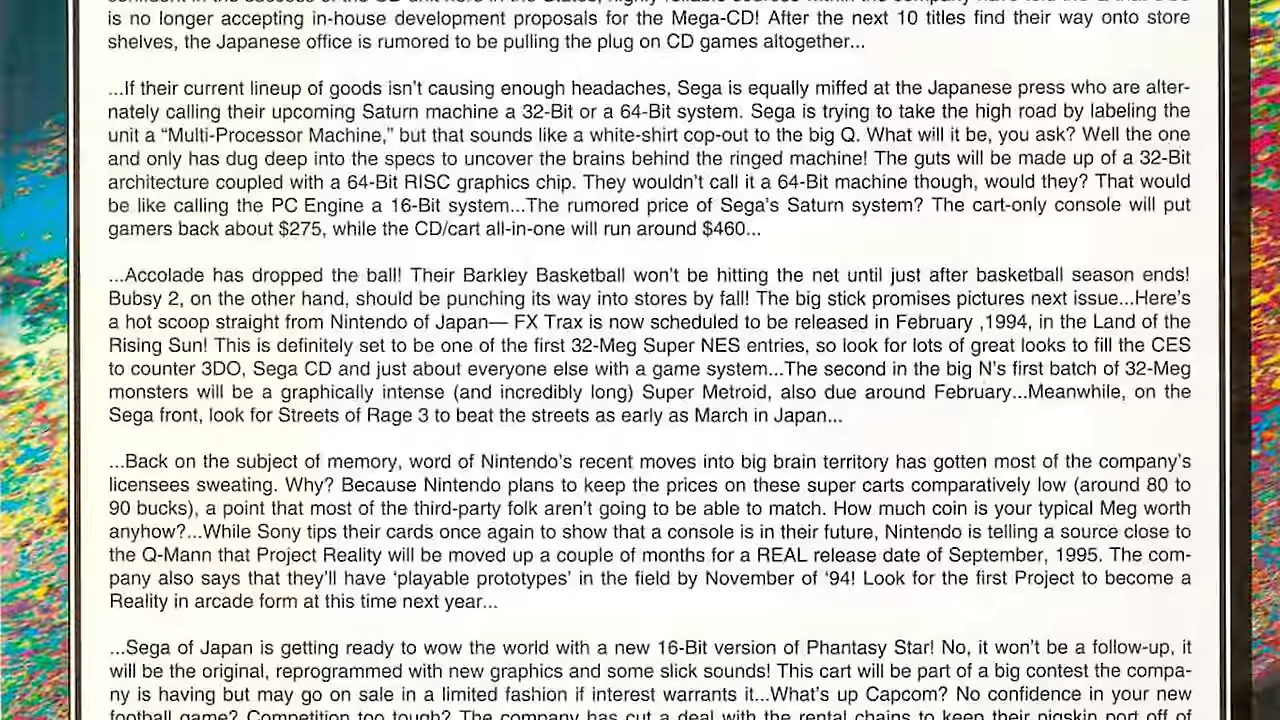 is no longer accepting in-house development proposals for the Mega-CD! After the next 10 titles find their way onto store
shelves, the Japanese office is rumored to be pulling the plug on CD games altogether...
...If their current lineup of goods isn't causing enough headaches, Sega is equally miffed at the Japanese press who are alter-
nately calling their upcoming Saturn machine a 32-Bit or a 64-Bit system. Sega is trying to take the high road by labeling the
unit a “Multi-Processor Machine,” but that sounds like a white-shirt cop-out to the big Q. What will it be, you ask? Well the one
and only has dug deep into the specs to uncover the brains behind the ringed machine! The guts will be made up of a 32-Bit
architecture coupled with a 64-Bit RISC graphics chip. They wouldn't call it a 64-Bit machine though, would they? That would
be like calling the PC Engine a 16-Bit system...The rumored price of Sega's Saturn system? The cart-only console will put
gamers back about $275, while the CD/cart all-in-one will run around $460...
...Accolade has dropped the ball! Their Barkley Basketball won't be hitting the net until just after basketball season ends!
Bubsy 2, on the other hand, should be punching its way into stores by fall! The big stick promises pictures next issue...Here's
a hot scoop straight from Nintendo of Japan— FX Trax is now scheduled to be released in February ,1994, in the Land of the
Rising Sun! This is definitely set to be one of the first 32-Meg Super NES entries, so look for lots of great looks to fill the CES
to counter 3DO, Sega CD and just about everyone else with a game system...The second in the big N's first batch of 32-Meg
monsters will be a graphically intense (and incredibly long) Super Metroid, also due around February...Meanwhile, on the
Sega front, look for Streets of Rage 3 to beat the streets as early as March in Japan...
...Back on the subject of memory, word of Nintendo's recent moves into big brain territory has gotten most of the company's
licensees sweating. Why? Because Nintendo plans to keep the prices on these super carts comparatively low (around 80 to
90 bucks), a point that most of the third-party folk aren't going to be able to match. How much coin is your typical Meg worth
anyhow?...While Sony tips their cards once again to show that a console is in their future, Nintendo is telling a source close to
the Q-Mann that Project Reality will be moved up a couple of months for a REAL release date of September, 1995. The com-
pany also says that they'll have ‘playable prototypes’ in the field by November of ‘94! Look for the first Project to become a
Reality in arcade form at this time next year...
...Sega of Japan is getting ready to wow the world with a new 16-Bit version of Phantasy Star! No, it won't be a follow-up, it
will be the original, reprogrammed with new graphics and some slick sounds! This cart will be part of a big contest the compa-
ny is having but may go on sale in a limited fashion if interest warrants it...What's up Capcom? No confidence in your new
football game? Competition too tough? The company has cut a deal with the rental chains to keep their pigskin port off of